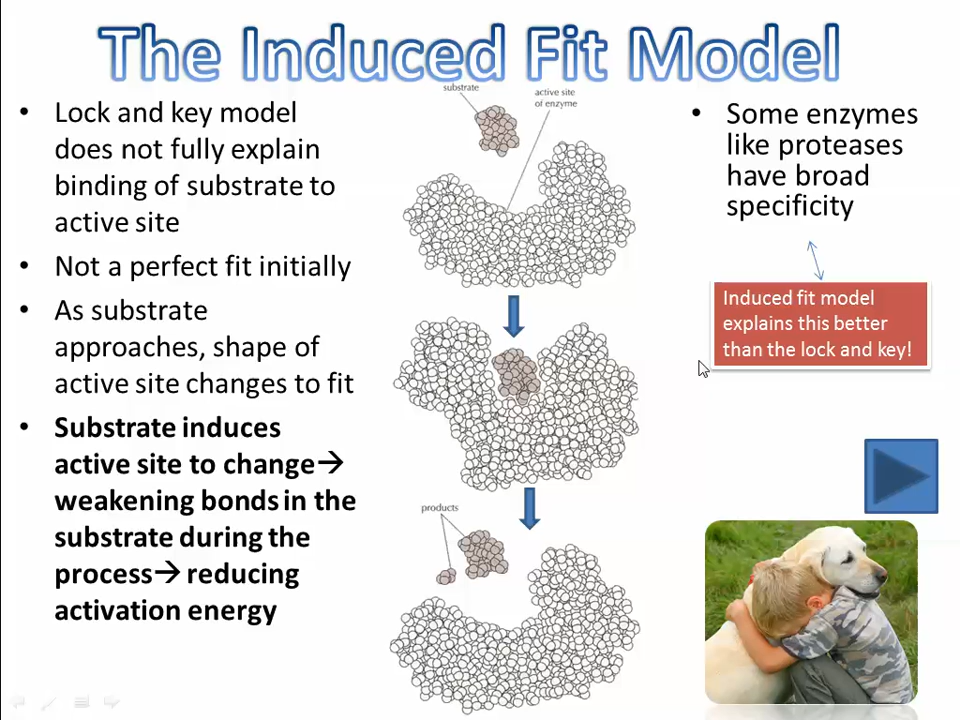 The Induced Fit Model
• Lock and key model
does not fully explain
binding of substrate to
active site
• Not a perfect fit initially
• As substrate
approaches, shape of
active site changes to fit
• Substrate induces
active site to change→
weakening bonds in the
substrate during the
process→ reducing
activation energy
substrate
active site
of enzyme
products
• Some enzymes
like proteases
have broad
specificity
Induced fit model
explains this better
than the lock and key!